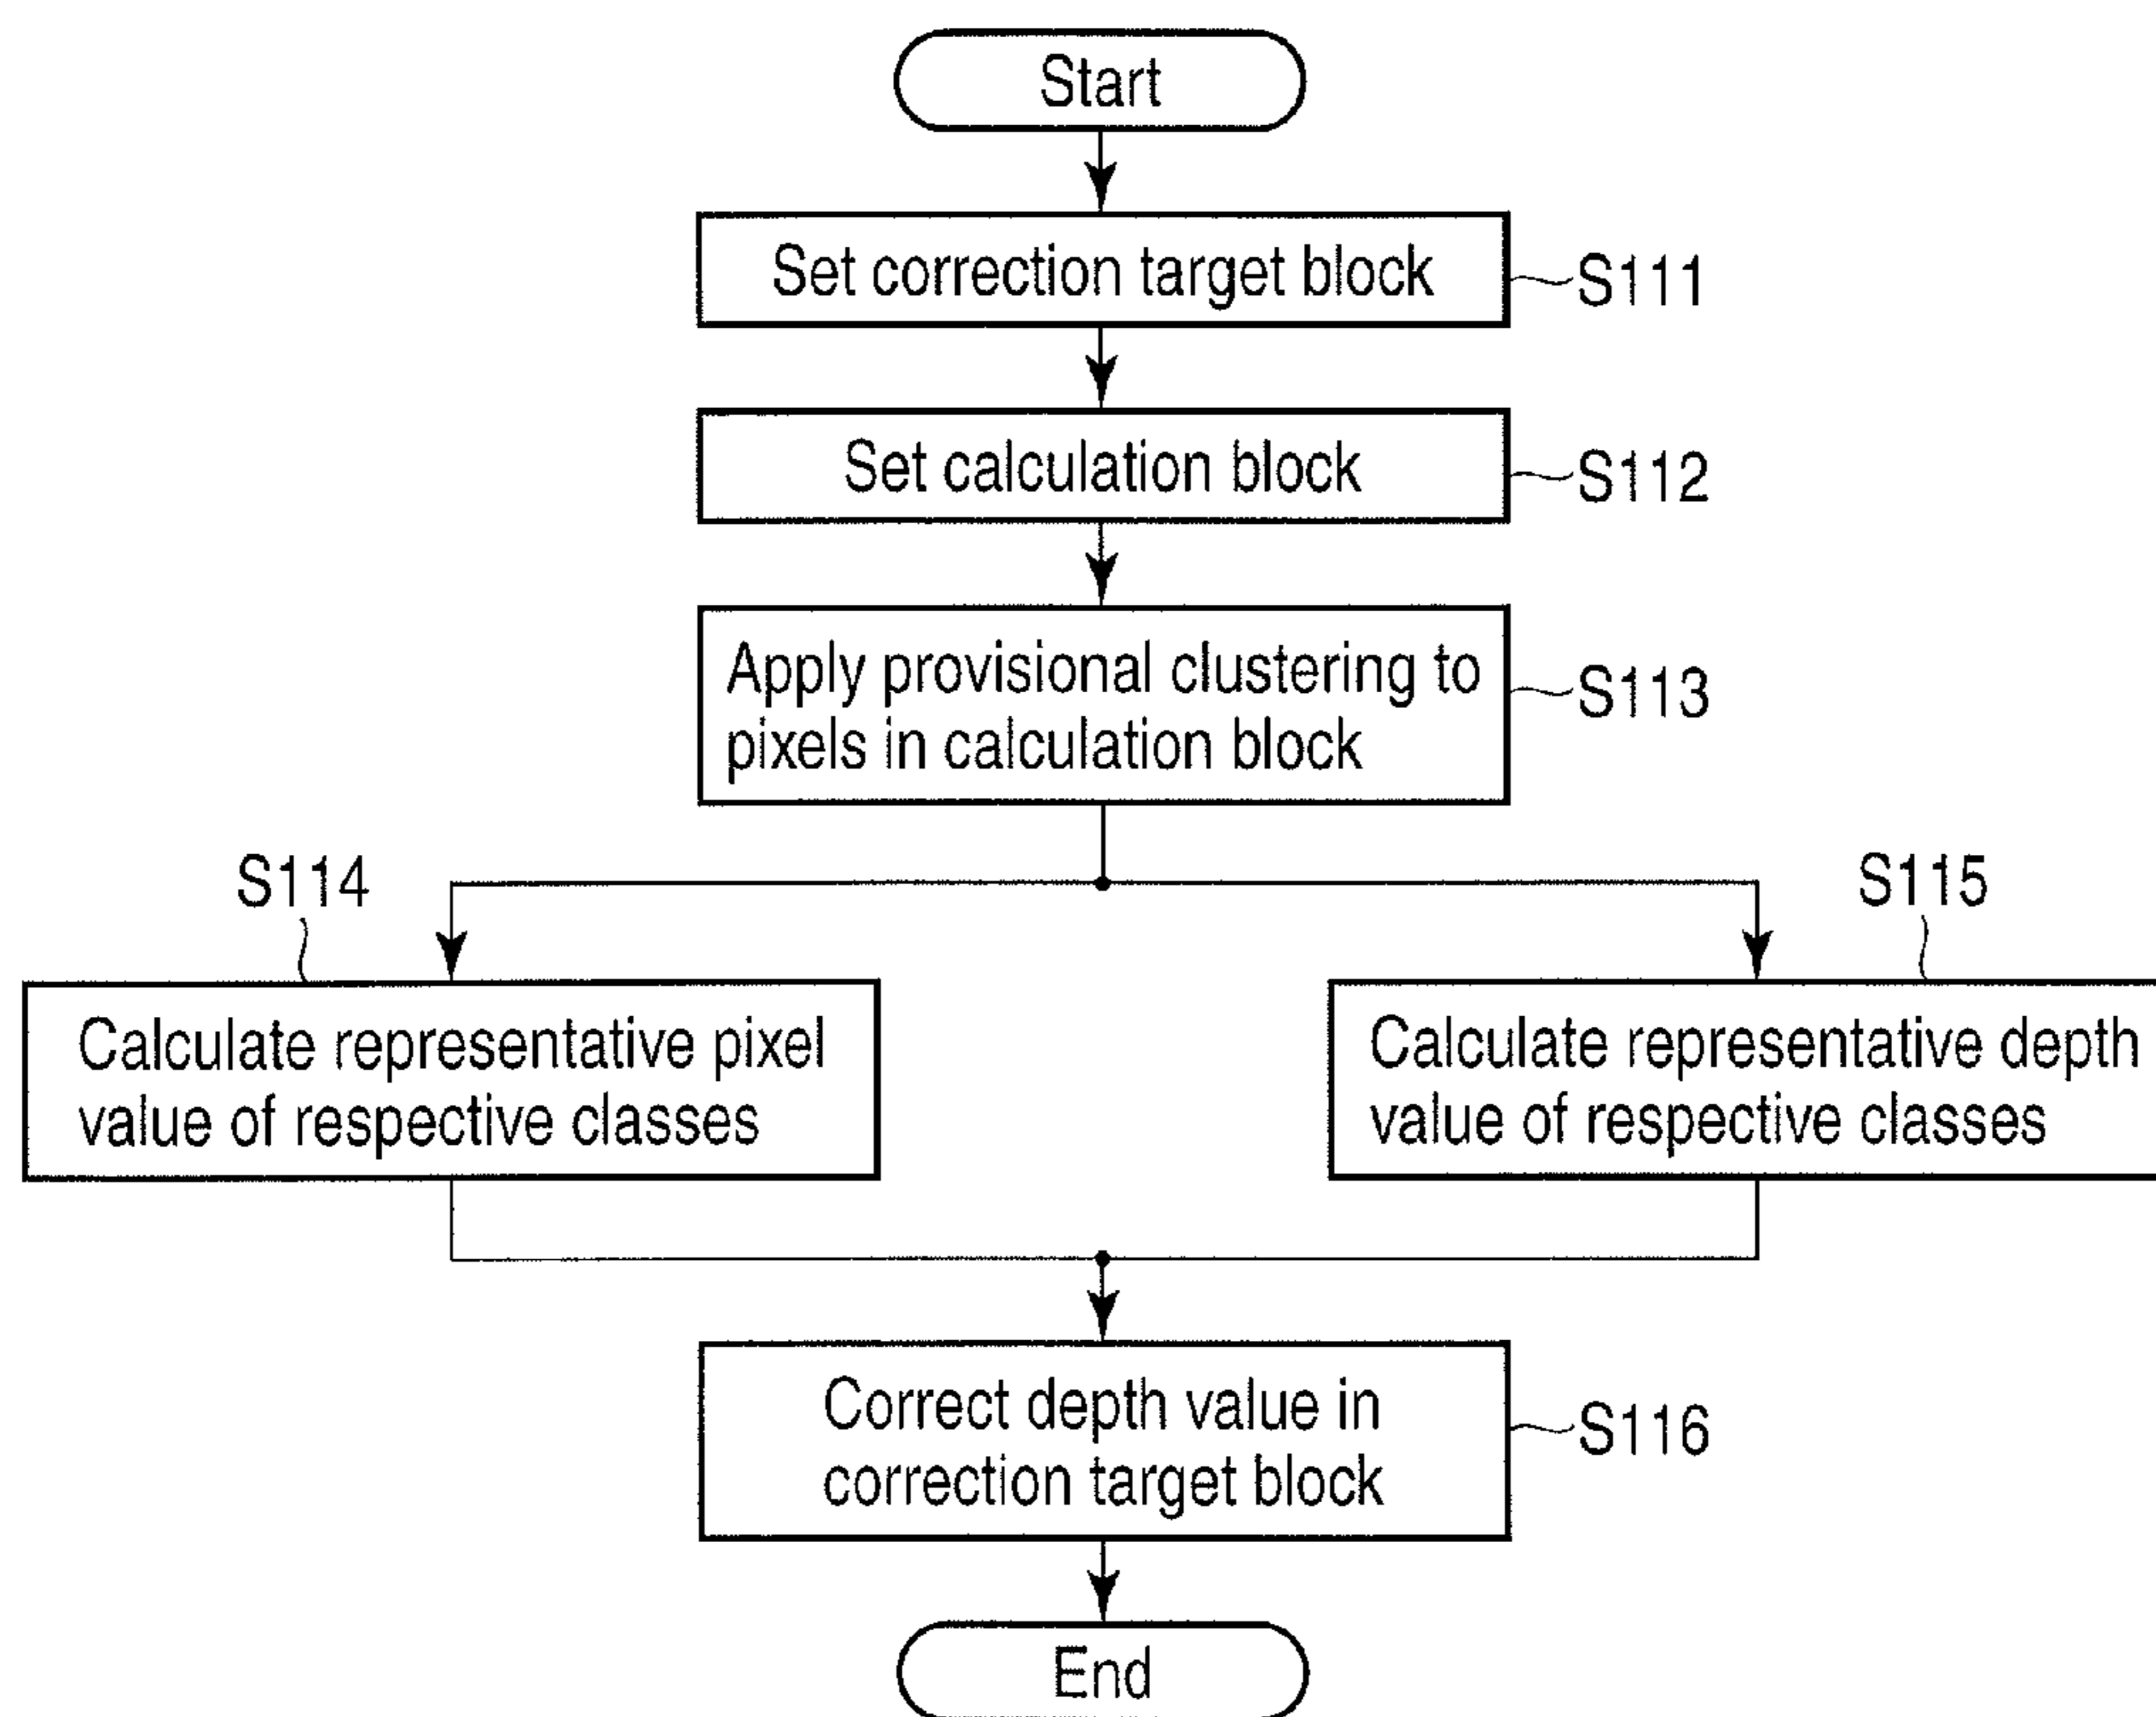 Start
Set correction target block
S111
Set calculation block
S112
Apply provisional clustering to
pixels in calculation block
S113
S114
S115
Calculate representative pixel
value of respective classes
Calculate representative depth
value of respective classes
Correct depth value in
correction target block
S116
End